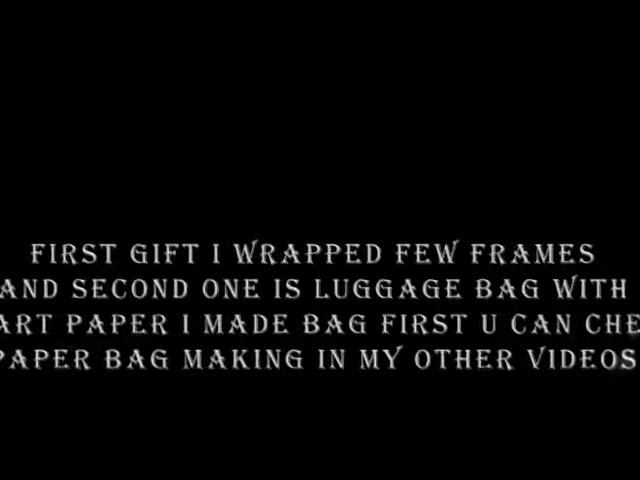 FIRST GIFT I WRAPPED FEW FRAMES
AND SECOND ONE IS LUGGAGE BAG WITH
ART PAPER I MADE BAG FIRST U CAN CHE
PAPER BAG MAKING IN MY OTHER VIDEOS